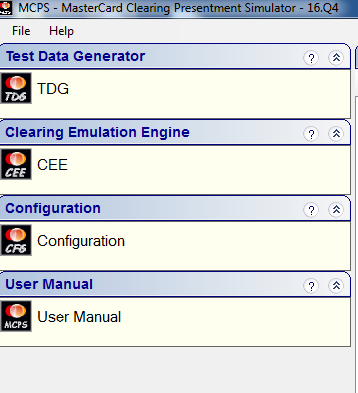 MCPS - MasterCard Clearing Presentment Simulator - 16.Q4
File Help
Test Data Generator ?
TDG TDG
Clearing Emulation Engine ?
CEE CEE
Configuration ?
CFG Configuration
User Manual ?
MCPS User Manual